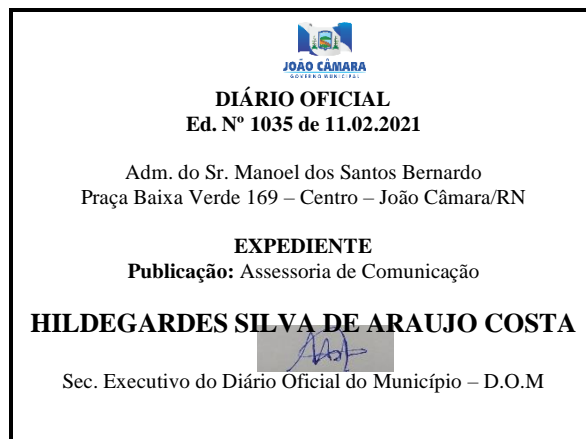 JOÃO CÂMARA
GOVERNO MUNICIPAL
DIÁRIO OFICIAL
Ed. Nº 1035 de 11.02.2021
Adm. do Sr. Manoel dos Santos Bernardo
Praça Baixa Verde 169 – Centro – João Câmara/RN
EXPEDIENTE
Publicação: Assessoria de Comunicação
HILDEGARDES SILVA DE ARAUJO COSTA
Sec. Executivo do Diário Oficial do Município – D.O.M